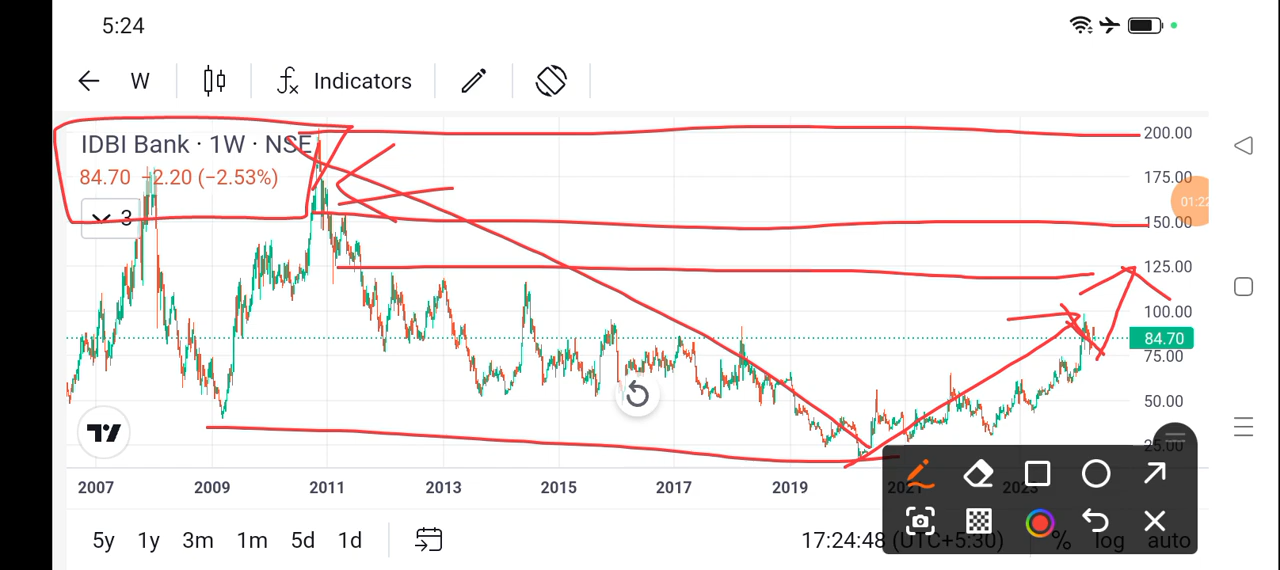 5:24
W
Indicators
IDBI Bank · 1W · NSE
84.70 −2.20 (−2.53%)
3
200.00
175.00
01:22
150.00
125.00
100.00
84.70
75.00
50.00
25.00
2007 2009 2011 2013 2015 2017 2019 2021 2023
5y 1y 3m 1m 5d 1d 17:24:48 (UTC+5:30) % log auto